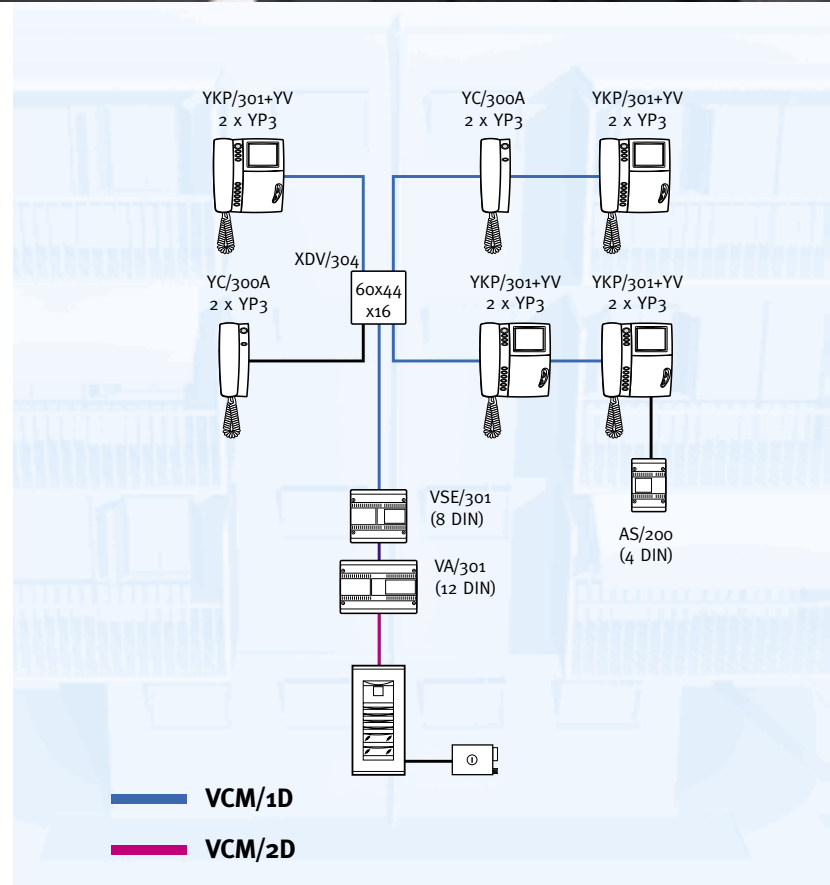 YKP/301+YV
2 x YP3
YC/300A
2 x YP3
YKP/301+YV
2 x YP3
XDV/304
60x44
x16
YC/300A
2 x YP3
YKP/301+YV
2 x YP3
YKP/301+YV
2 x YP3
VSE/301
(8 DIN)
AS/200
(4 DIN)
VA/301
(12 DIN)
VCM/1D
VCM/2D